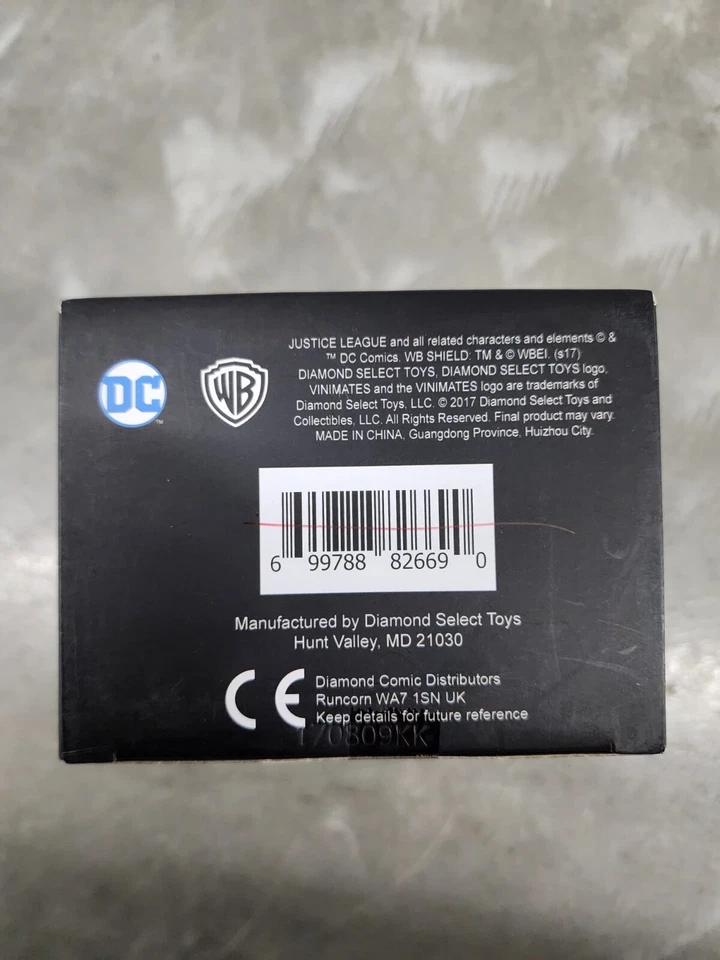 DC
TM
WB
JUSTICE LEAGUE and all related characters and elements © &
™ DC Comics. WB SHIELD: TM & © WBEI. (s17)
DIAMOND SELECT TOYS, DIAMOND SELECT TOYS logo,
VINIMATES and the VINIMATES logo are trademarks of
Diamond Select Toys, LLC. © 2017 Diamond Select Toys and
Collectibles, LLC. All Rights Reserved. Final product may vary.
MADE IN CHINA, Guangdong Province, Huizhou City.
6 99788 82669 0
Manufactured by Diamond Select Toys
Hunt Valley, MD 21030
CE
Diamond Comic Distributors
Runcorn WA7 1SN UK
Keep details for future reference
170809KK